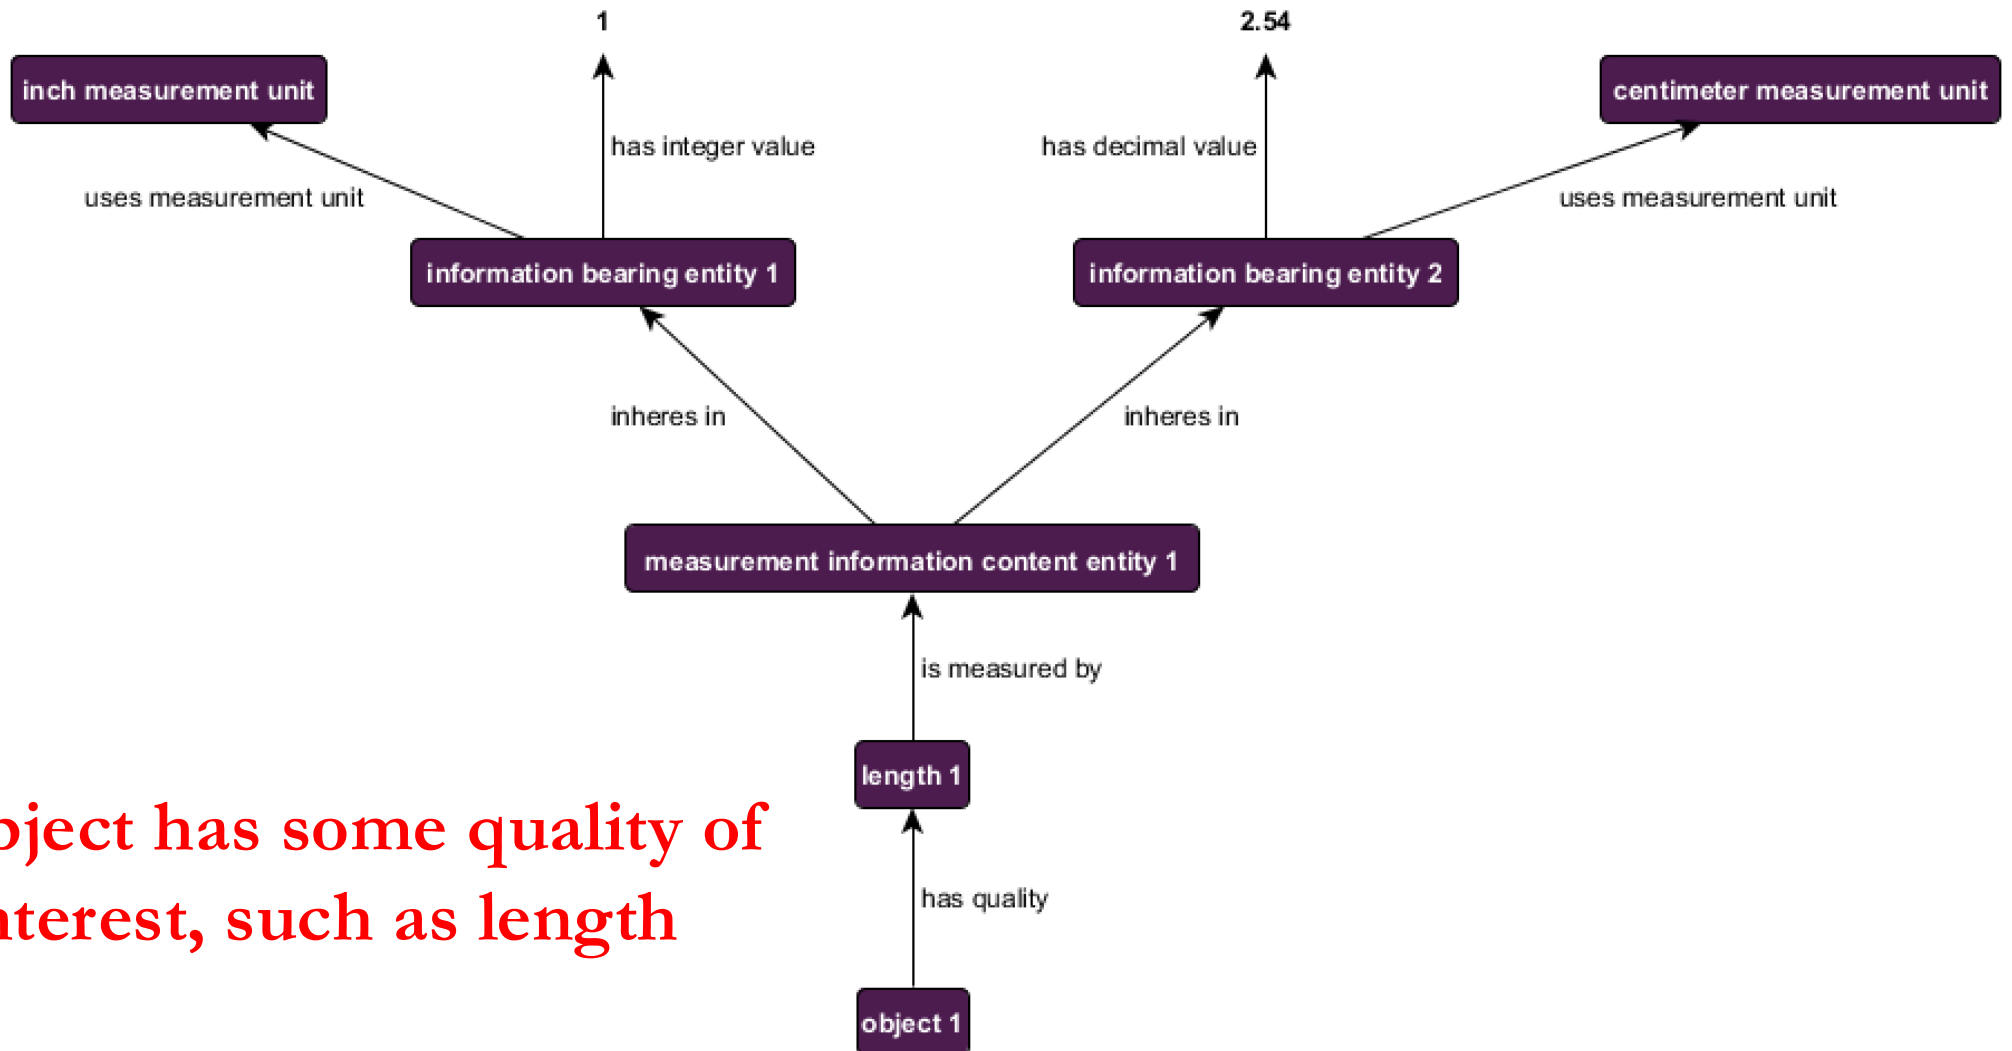 1
2.54
inch measurement unit
centimeter measurement unit
has integer value
has decimal value
uses measurement unit
uses measurement unit
information bearing entity 1
information bearing entity 2
inheres in
inheres in
measurement information content entity 1
is measured by
length 1
bject has some quality of
has quality
nterest, such as length
object 1